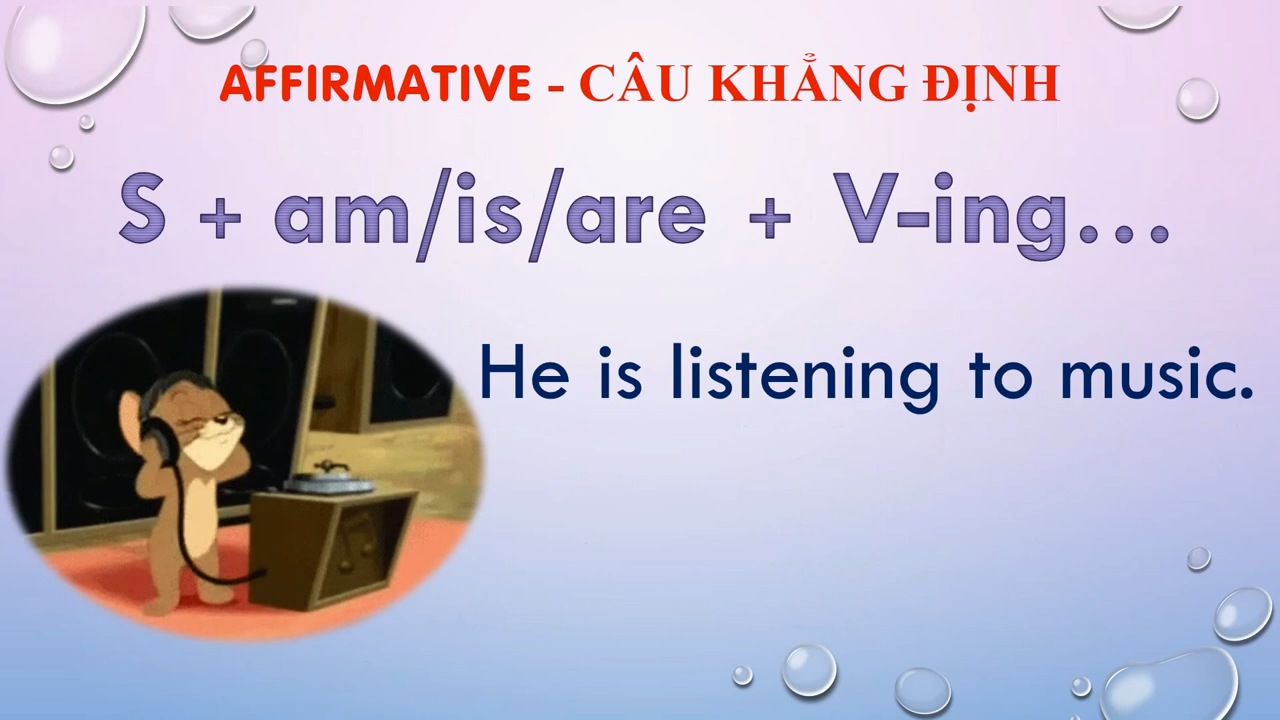 AFFIRMATIVE - CÂU KHẲNG ĐỊNH
S + am/is/are + V-ing...
He is listening to music.